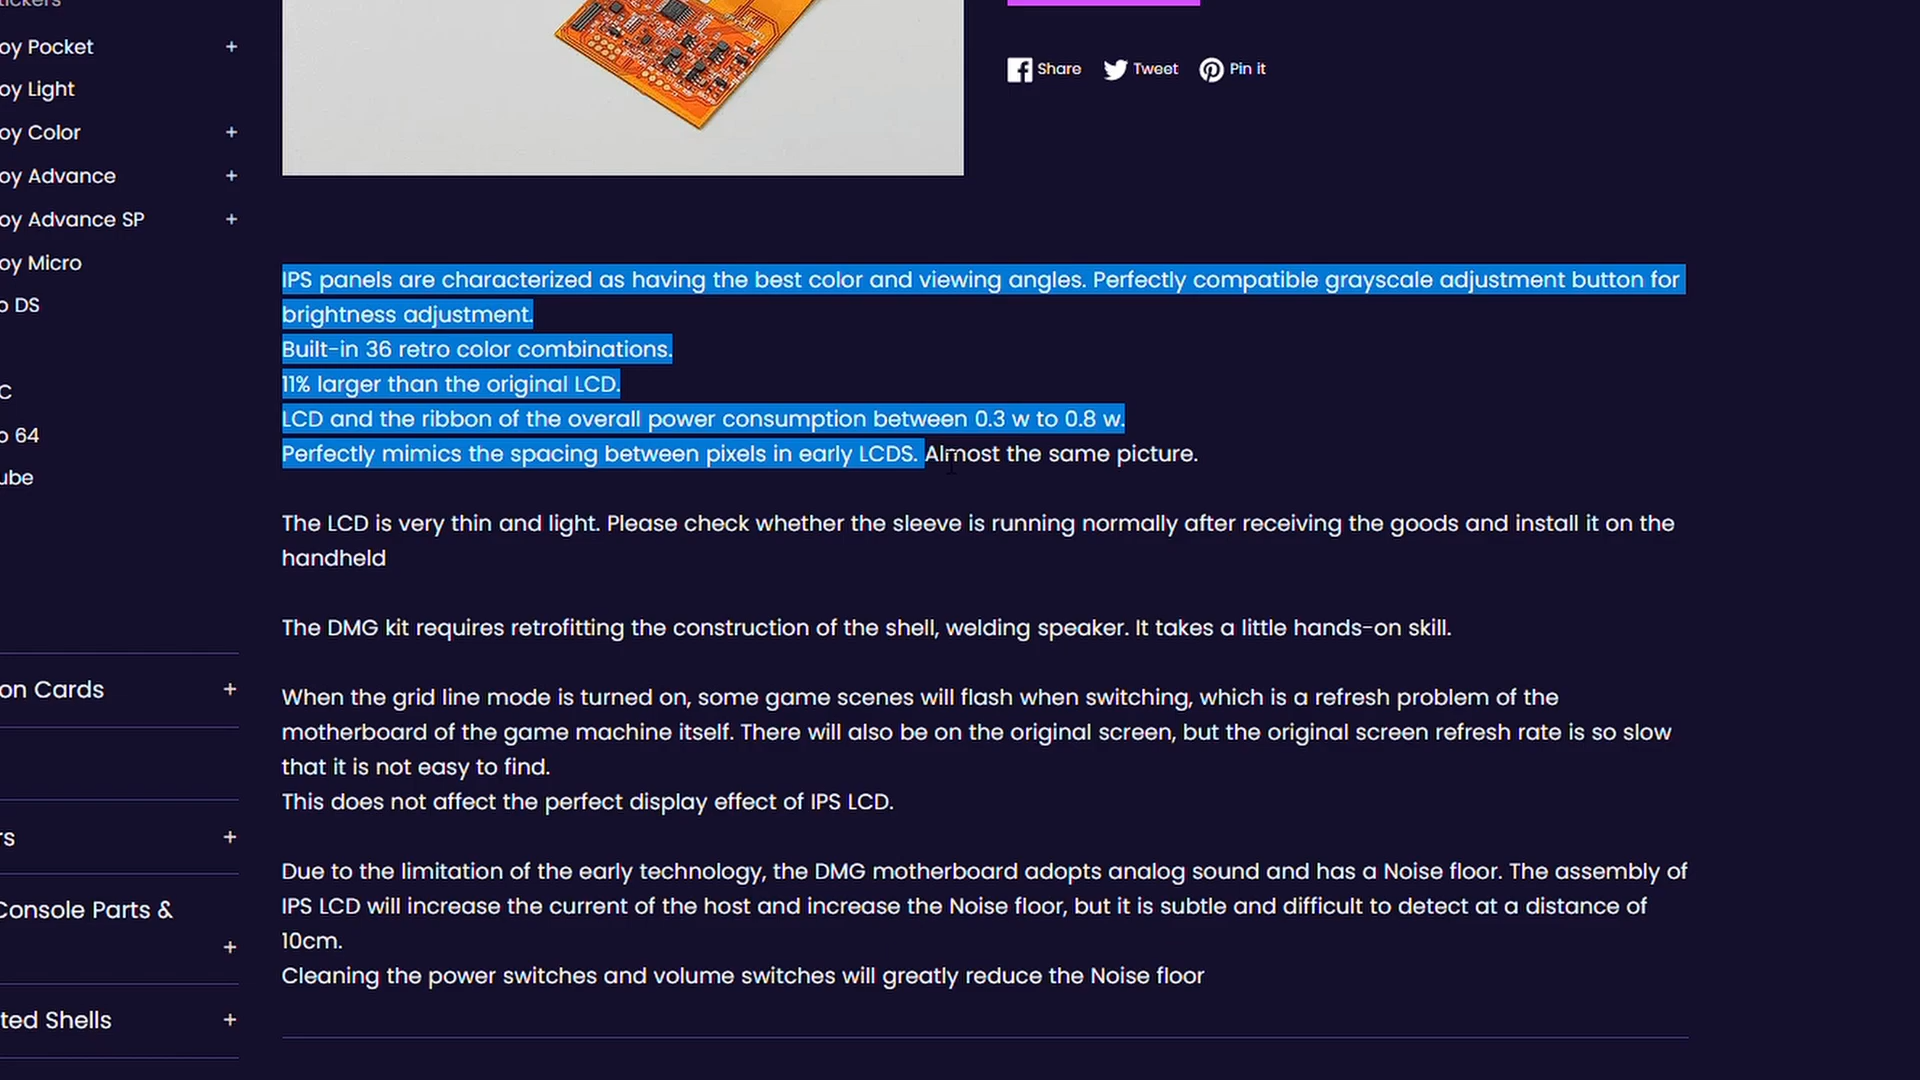 oy Pocket +
oy Light
oy Color +
oy Advance +
oy Advance SP +
oy Micro
o DS
C
o 64
ube
on Cards +
rs +
Console Parts & +
ted Shells +
Share Tweet Pin it
IPS panels are characterized as having the best color and viewing angles. Perfectly compatible grayscale adjustment button for
brightness adjustment.
Built-in 36 retro color combinations.
11% larger than the original LCD.
LCD and the ribbon of the overall power consumption between 0.3 w to 0.8 w.
Perfectly mimics the spacing between pixels in early LCDS. Almost the same picture.
The LCD is very thin and light. Please check whether the sleeve is running normally after receiving the goods and install it on the
handheld
The DMG kit requires retrofitting the construction of the shell, welding speaker. It takes a little hands-on skill.
When the grid line mode is turned on, some game scenes will flash when switching, which is a refresh problem of the
motherboard of the game machine itself. There will also be on the original screen, but the original screen refresh rate is so slow
that it is not easy to find.
This does not affect the perfect display effect of IPS LCD.
Due to the limitation of the early technology, the DMG motherboard adopts analog sound and has a Noise floor. The assembly of
IPS LCD will increase the current of the host and increase the Noise floor, but it is subtle and difficult to detect at a distance of
10cm.
Cleaning the power switches and volume switches will greatly reduce the Noise floor